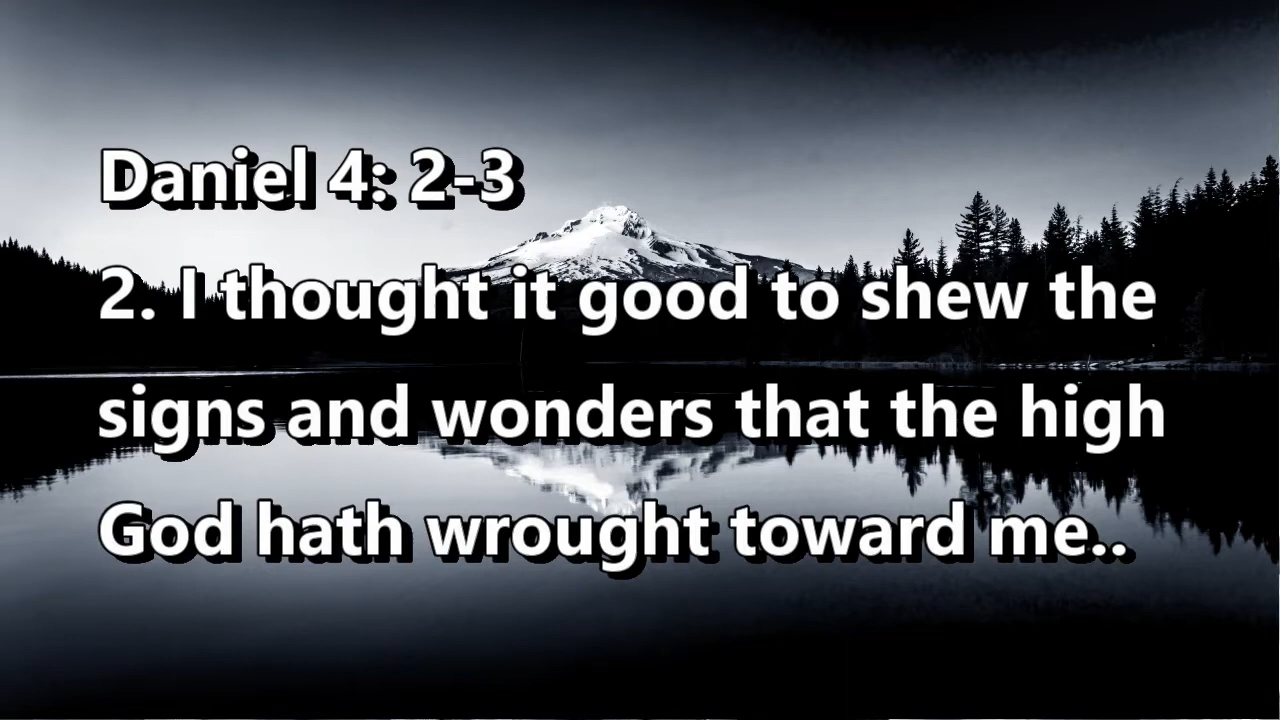 Daniel 4: 2-3
2. I thought it good to shew the
signs and wonders that the high
God hath wrought toward me..